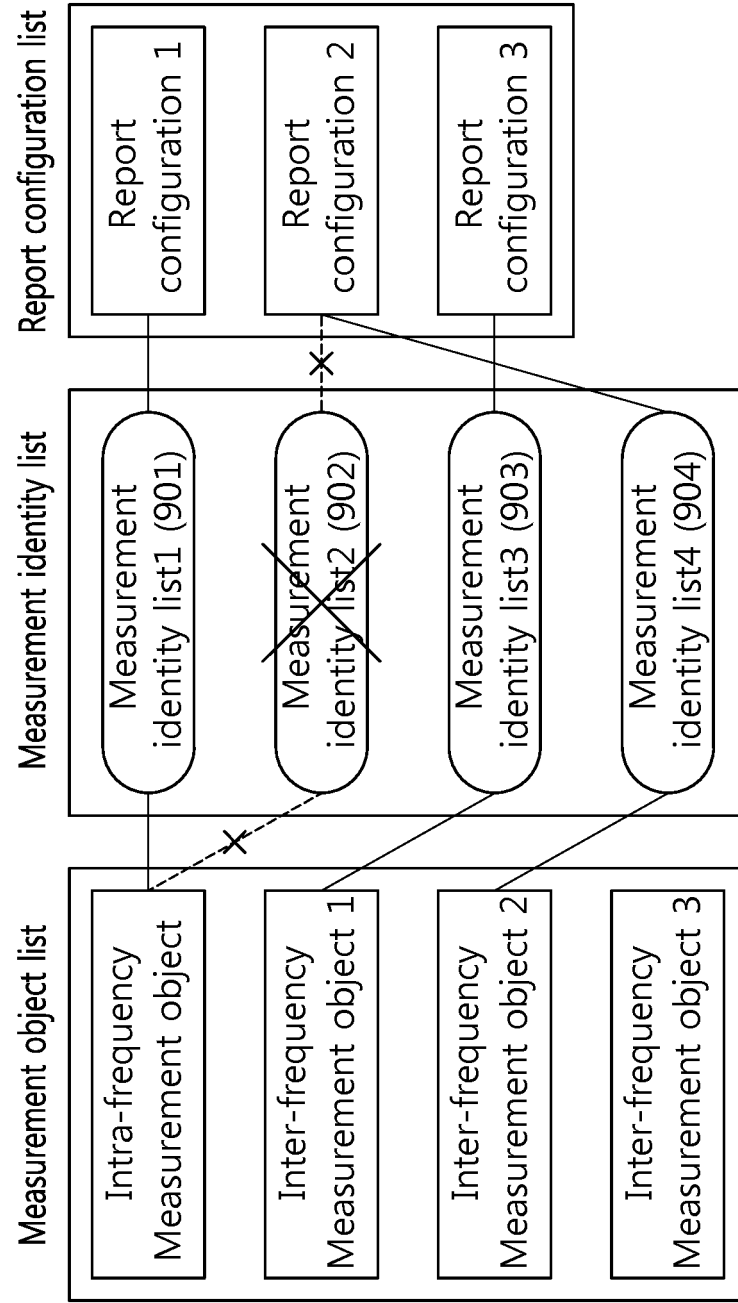 Measurement object list
Intra-frequency
Measurement object
Inter-frequency
Measurement object 1
Inter-frequency
Measurement object 2
Inter-frequency
Measurement object 3
Measurement identity list
Measurement
identity list1 (901)
Measurement
identity list2 (902)
Measurement
identity list3 (903)
Measurement
identity list4 (904)
Report configuration list
Report
configuration 1
Report
configuration 2
Report
configuration 3